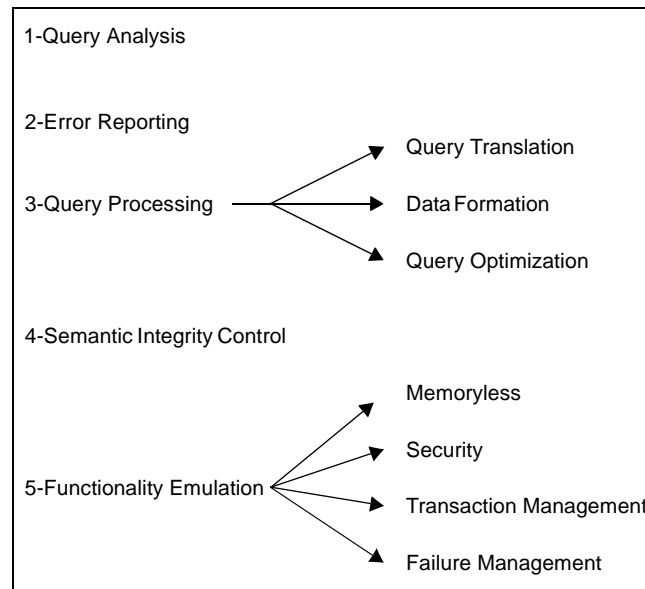 1-Query Analysis
2-Error Reporting
Query Translation
3-Query Processing
Data Formation
Query Optimization
4-Semantic Integrity Control
Memoryless
Security
5-Functionality Emulation
Transaction Management
Failure Management